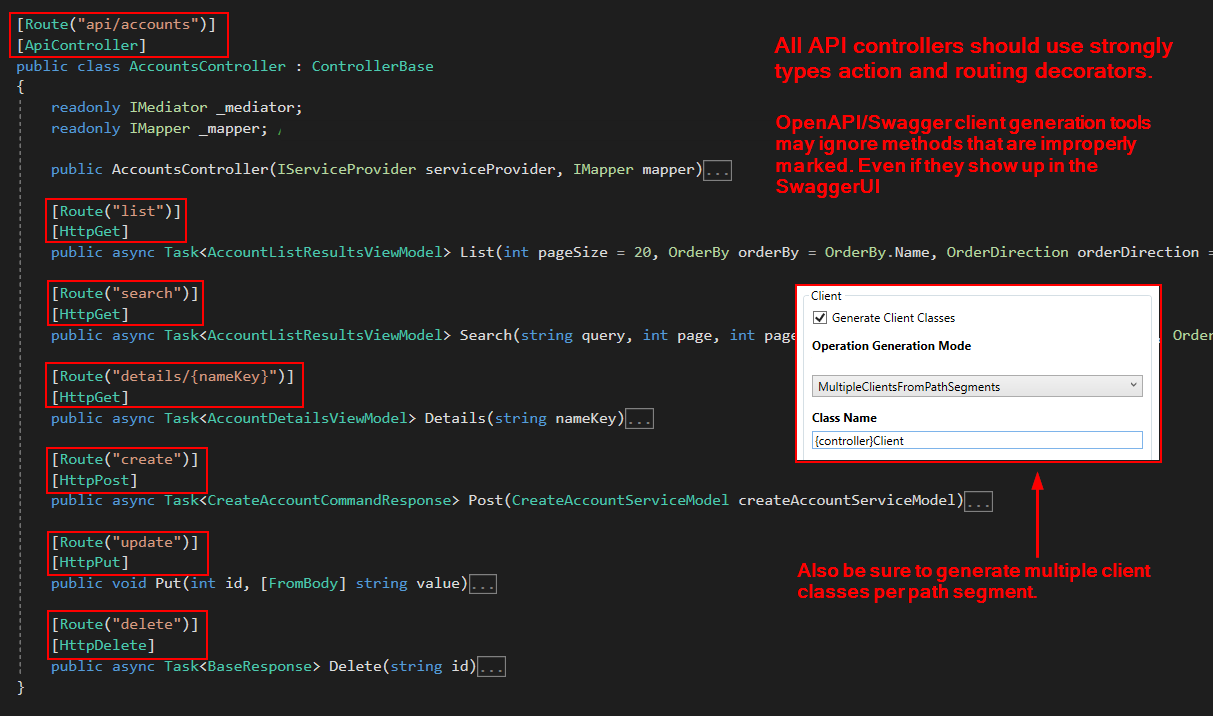 [Route("api/accounts")]
[ApiController]
public class AccountsController : ControllerBase
{
readonly IMediator _mediator;
readonly IMapper _mapper; ,
public AccountsController(IServiceProvider serviceProvider, IMapper mapper)...
[Route("list")]
[HttpGet]
public async Task<AccountListResultsViewModel> List(int pageSize = 20, OrderBy orderBy = OrderBy.Name, OrderDirection orderDirection =
[Route("search")]
[HttpGet]
public async Task<AccountListResultsViewModel> Search(string query, int page, int page , Order
[Route("details/{nameKey}")]
[HttpGet]
public async Task<AccountDetailsViewModel> Details(string nameKey)...
[Route("create")]
[HttpPost]
public async Task<CreateAccountCommandResponse> Post(CreateAccountServiceModel createAccountServiceModel)...
[Route("update")]
[HttpPut]
public void Put(int id, [FromBody] string value)...
[Route("delete")]
[HttpDelete]
public async Task<BaseResponse> Delete(string id)...
}
All API controllers should use strongly
types action and routing decorators.
OpenAPI/Swagger client generation tools
may ignore methods that are improperly
marked. Even if they show up in the
SwaggerUI
Client
Generate Client Classes
Operation Generation Mode
MultipleClientsFromPathSegments
Class Name
{controller}Client
Also be sure to generate multiple client
classes per path segment.